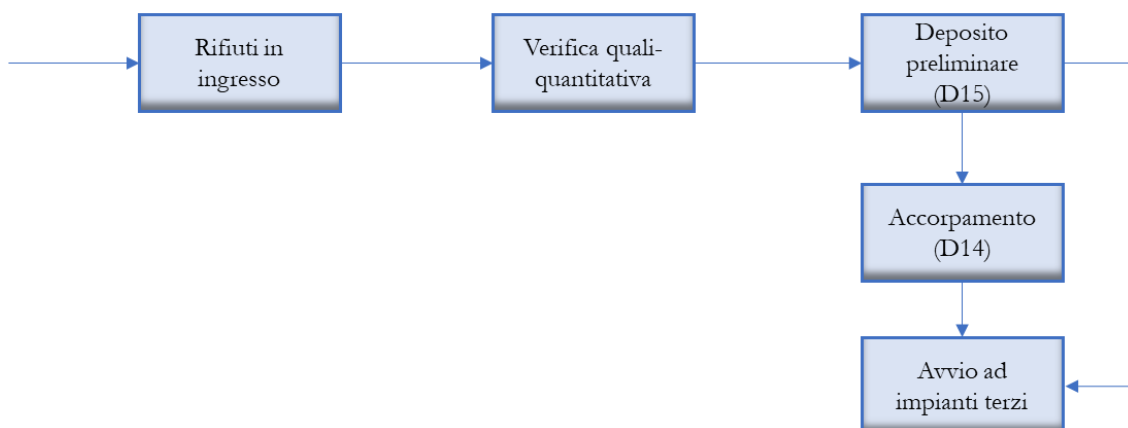 Rifiuti in
ingresso
Verifica quali-
quantitativa
Deposito
preliminare
(D15)
Accorpamento
(D14)
Avvio ad
impianti terzi